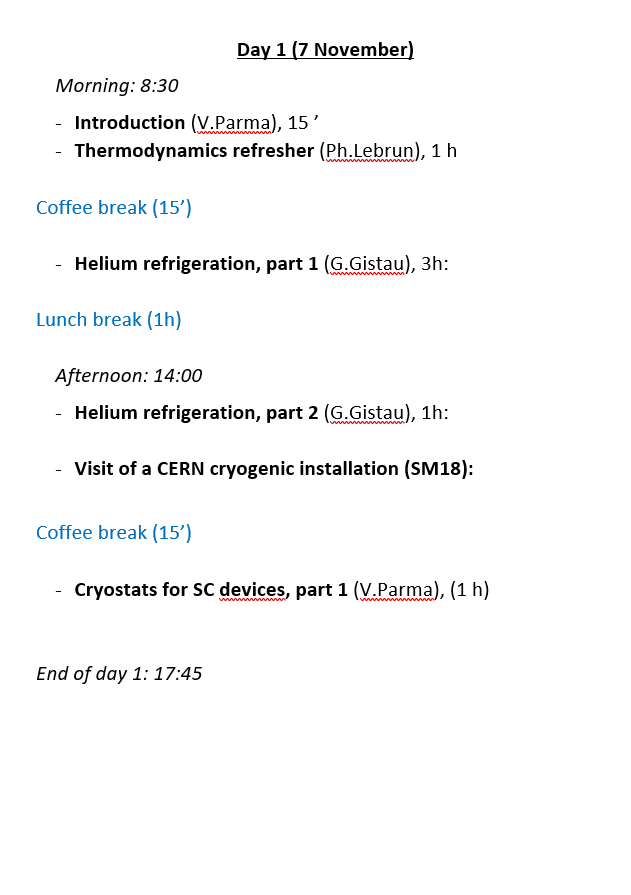 Day 1 (7 November)
Morning: 8:30
- Introduction (V.Parma), 15 ’
- Thermodynamics refresher (Ph.Lebrun), 1 h
Coffee break (15’)
- Helium refrigeration, part 1 (G.Gistau), 3h:
Lunch break (1h)
Afternoon: 14:00
- Helium refrigeration, part 2 (G.Gistau), 1h:
- Visit of a CERN cryogenic installation (SM18):
Coffee break (15’)
- Cryostats for SC devices, part 1 (V.Parma), (1 h)
End of day 1: 17:45